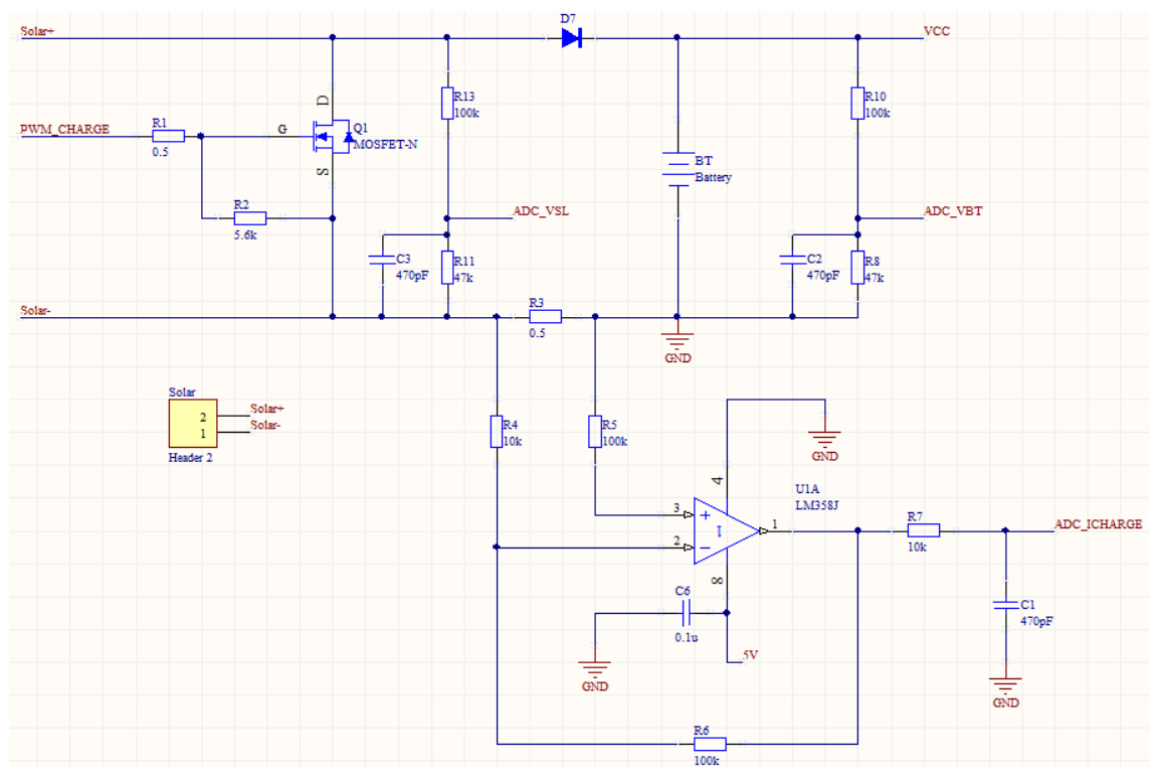 D7
Solar+
VCC
R13
100k
R10
100k
D
PWM_CHARGE
R1
0.5
G
Q1
MOSFET-N
S
BT
Battery
R2
5.6k
ADC_VSL
ADC_VBT
C3
470pF
R11
47k
C2
470pF
R8
47k
Solar-
R3
0.5
GND
Solar
2
1
Solar+
Solar-
Header 2
R4
10k
R5
100k
GND
4
U1A
LM358J
3
+
1
2
−
1
R7
10k
ADC_ICHARGE
8
C6
0.1u
5V
GND
C1
470pF
GND
R6
100k